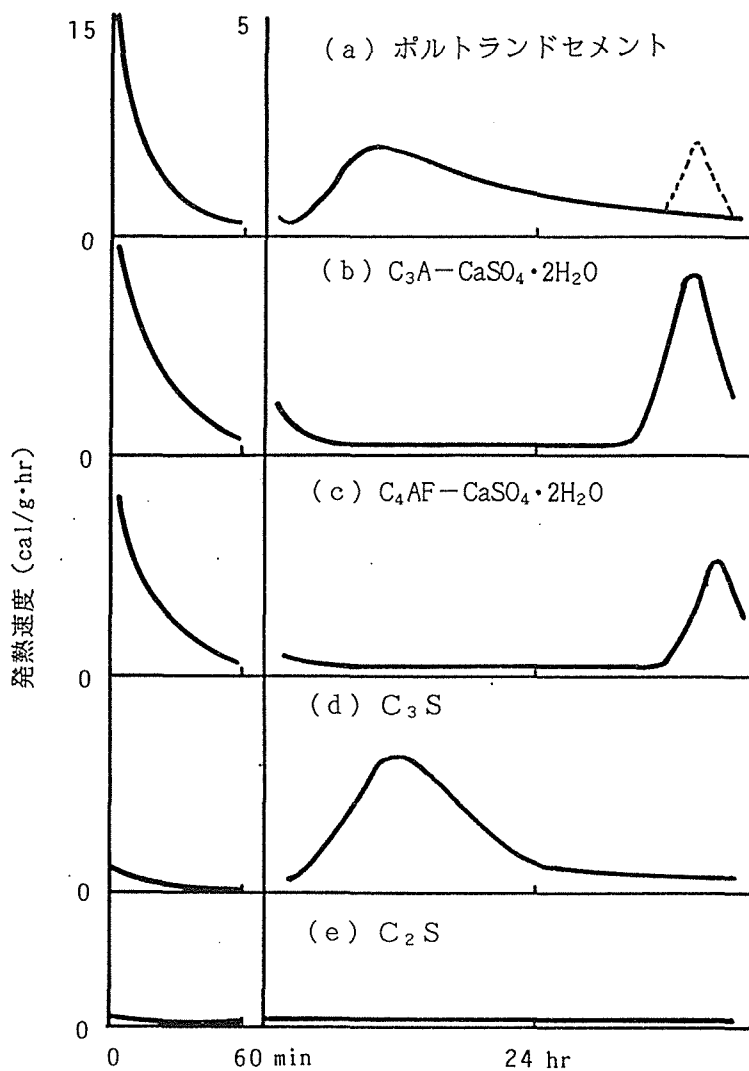 15
5
(a) ポルトランドセメント
0
(b) C₃A－CaSO₄・2H₂O
0
(c) C₄AF－CaSO₄・2H₂O
0
(d) C₃S
0
(e) C₂S
0
発熱速度 (cal/g・hr)
0 60 min 24 hr